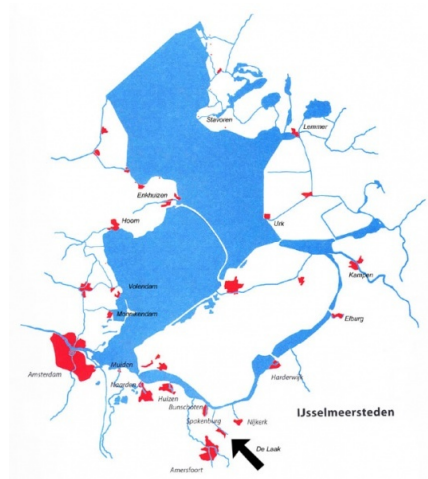 Stavoren
Lemmer
Enkhuizen
Hoorn
Urk
Kampen
Volendam
Monnikendam
Elburg
Muiden
Amsterdam
Harderwijk
Naarden
Huizen
Bunschoten
Spakenburg
Nijkerk
IJsselmeersteden
De Laak
Amersfoort